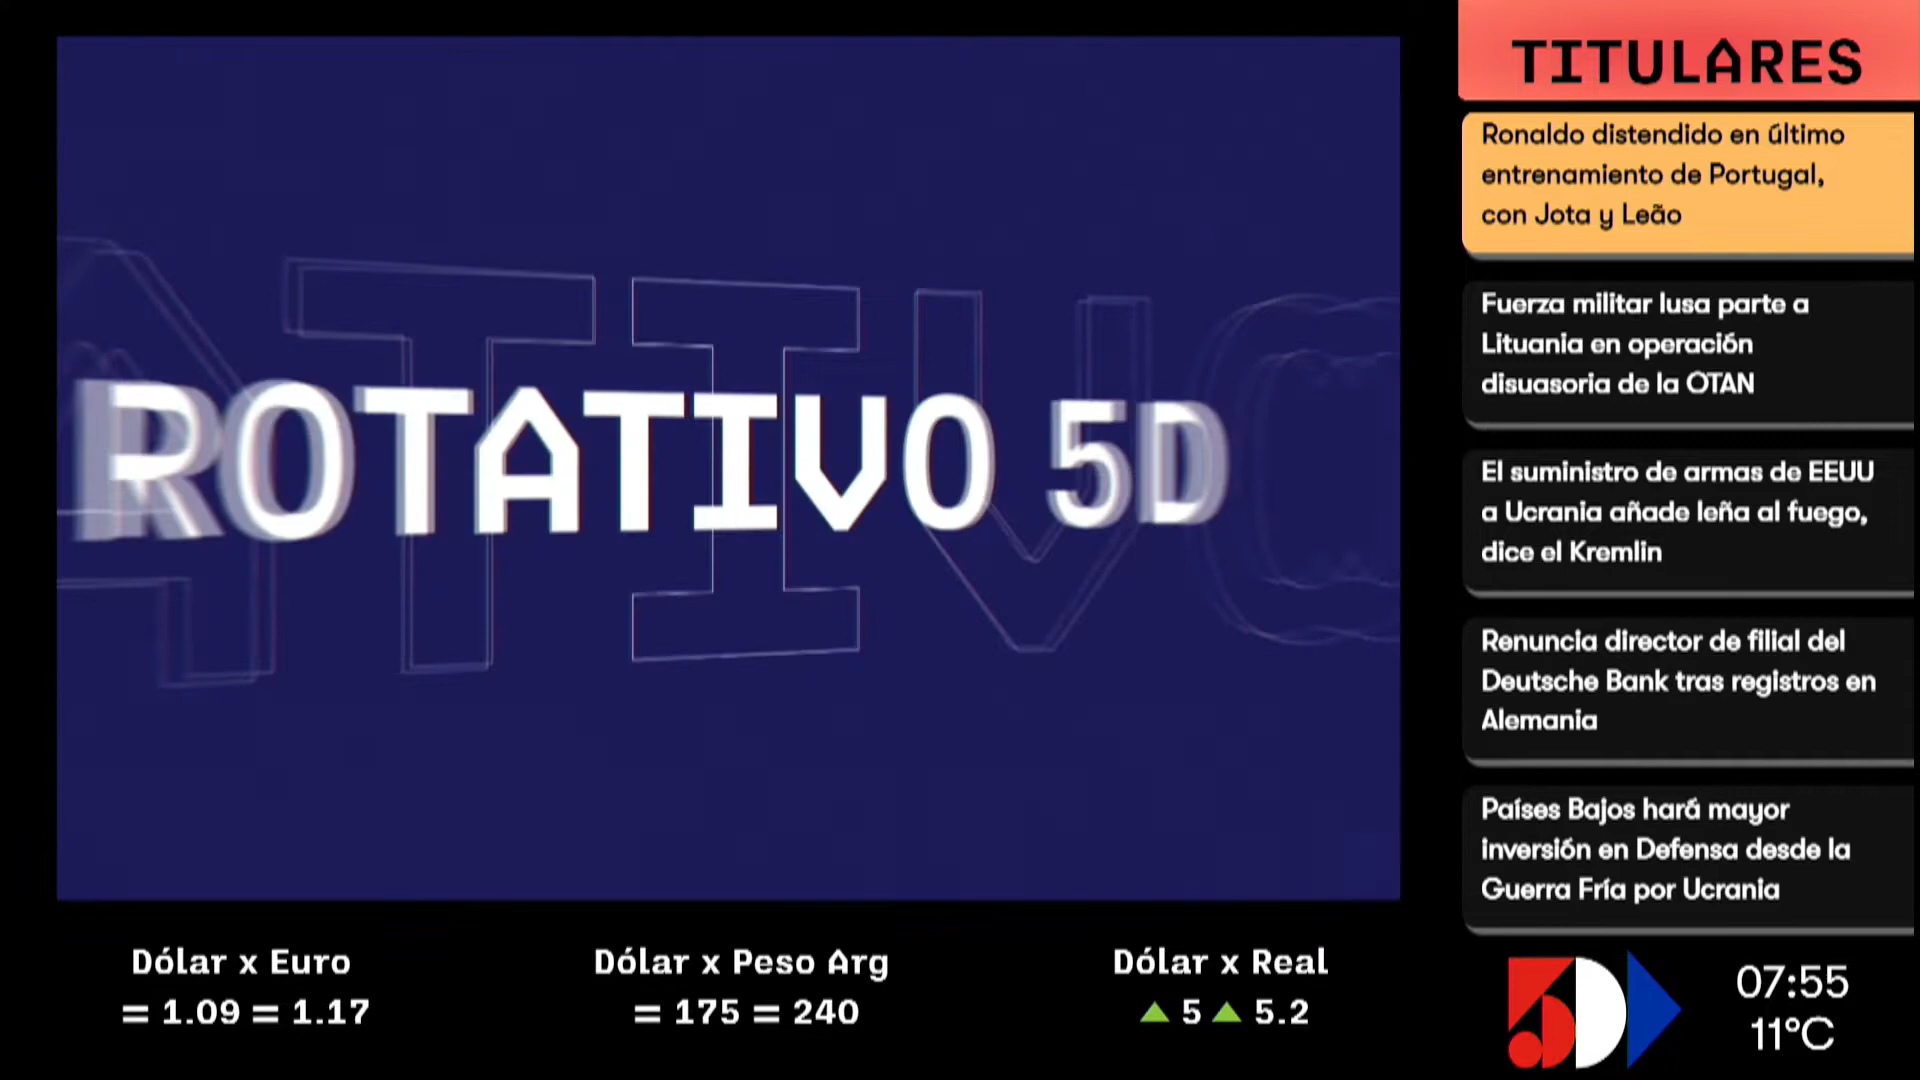 ROTATIVO 5D
ATIVO
TITULARES
Ronaldo distendido en último
entrenamiento de Portugal,
con Jota y Leão
Fuerza militar lusa parte a
Lituania en operación
disuasoria de la OTAN
El suministro de armas de EEUU
a Ucrania añade leña al fuego,
dice el Kremlin
Renuncia director de filial del
Deutsche Bank tras registros en
Alemania
Países Bajos hará mayor
inversión en Defensa desde la
Guerra Fría por Ucrania
Dólar x Euro
= 1.09 = 1.17
Dólar x Peso Arg
= 175 = 240
Dólar x Real
▲ 5 ▲ 5.2
5D
07:55
11°C